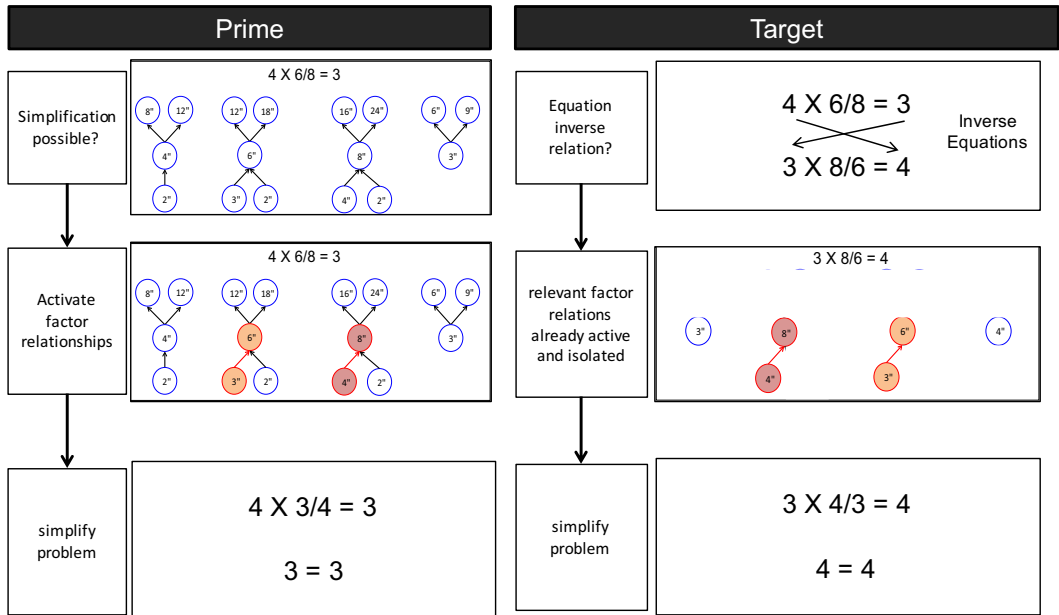 Prime
Simplification
possible?
4 X 6/8 = 3
8" 12" 12" 18" 16" 24" 6" 9"
4" 6" 8" 3"
2" 3" 2" 4" 2"
Activate
factor
relationships
4 X 6/8 = 3
8" 12" 12" 18" 16" 24" 6" 9"
4" 6" 8" 3"
2" 3" 2" 4" 2"
simplify
problem
4 X 3/4 = 3
3 = 3
Target
Equation
inverse
relation?
4 X 6/8 = 3
3 X 8/6 = 4
Inverse
Equations
relevant factor
relations
already active
and isolated
3 X 8/6 = 4
3" 8" 6" 4"
4" 3"
simplify
problem
3 X 4/3 = 4
4 = 4